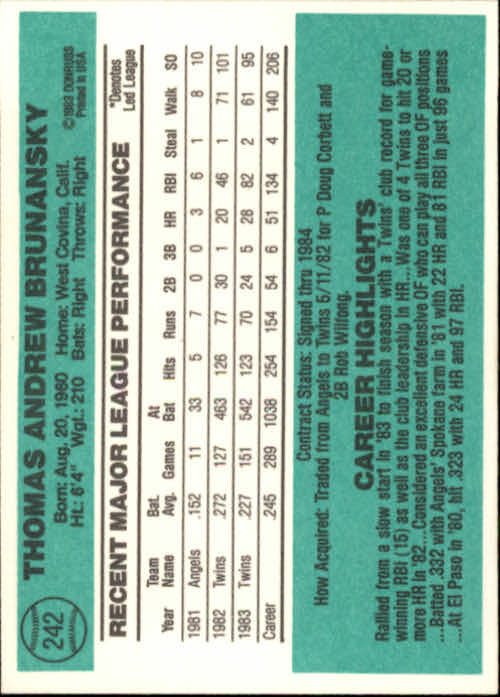 242
THOMAS ANDREW BRUNANSKY
Born: Aug. 20, 1960 Home: West Covina, Calif. ©1983 DONRUSS
Ht.: 6'4" Wgt.: 210 Bats: Right Throws: Right Printed in USA
RECENT MAJOR LEAGUE PERFORMANCE *Denotes Led League
Year Team Name Bat. Avg. Games At Bat Hits Runs 2B 3B HR RBI Steal Walk SO
1981 Angels .152 11 33 5 7 0 0 3 6 1 8 10
1982 Twins .272 127 463 126 77 30 1 20 46 1 71 101
1983 Twins .227 151 542 123 70 24 5 28 82 2 61 95
Career .245 289 1038 254 154 54 6 51 134 4 140 206
Contract Status: Signed thru 1984
How Acquired: Traded from Angels to Twins 5/11/82 for P Doug Corbett and
2B Rob Wilfong.
CAREER HIGHLIGHTS
Rallied from a slow start in '83 to finish season with a Twins' club record for game-
winning RBI (15) as well as the club leadership in HR....Was one of 4 Twins to hit 20 or
more HR in '82....Considered an excellent defensive OF who can play all three OF positions
....Batted .332 with Angels' Spokane farm in '81 with 22 HR and 81 RBI in just 96 games
....At El Paso in '80, hit .323 with 24 HR and 97 RBI.